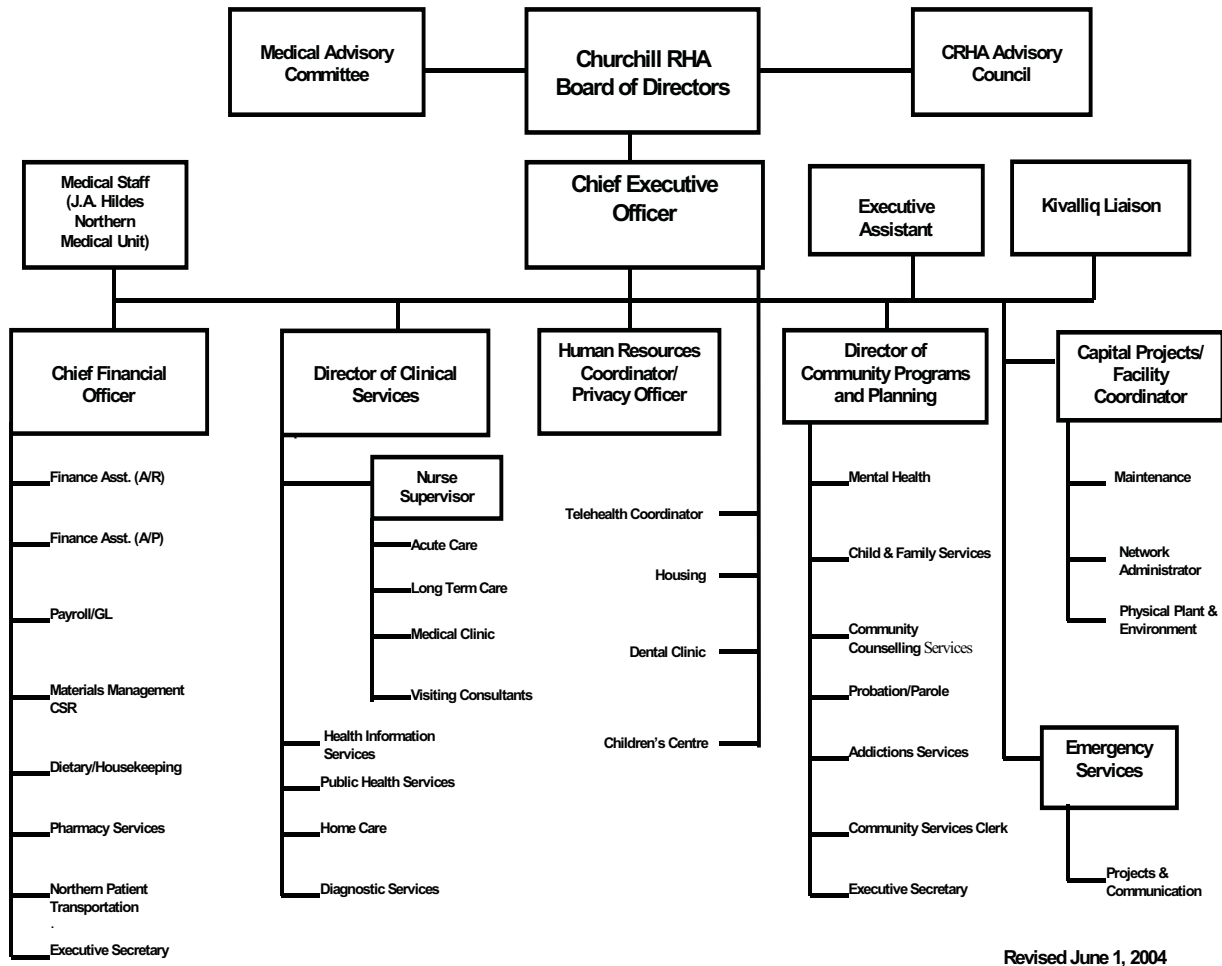 Medical Advisory
Committee
Churchill RHA
Board of Directors
CRHA Advisory
Council
Medical Staff
(J.A. Hildes
Northern
Medical Unit)
Chief Executive
Officer
Executive
Assistant
Kivalliq Liaison
Chief Financial
Officer
Director of Clinical
Services
Human Resources
Coordinator/
Privacy Officer
Director of
Community Programs
and Planning
Capital Projects/
Facility
Coordinator
Finance Asst. (A/R)
Finance Asst. (A/P)
Payroll/GL
Materials Management
CSR
Dietary/Housekeeping
Pharmacy Services
Northern Patient
Transportation
.
Executive Secretary
Nurse
Supervisor
Acute Care
Long Term Care
Medical Clinic
Visiting Consultants
Health Information
Services
Public Health Services
Home Care
Diagnostic Services
Telehealth Coordinator
Housing
Dental Clinic
Children's Centre
Mental Health
Child & Family Services
Community
Counselling Services
Probation/Parole
Addictions Services
Community Services Clerk
Executive Secretary
Maintenance
Network
Administrator
Physical Plant &
Environment
Emergency
Services
Projects &
Communication
Revised June 1, 2004